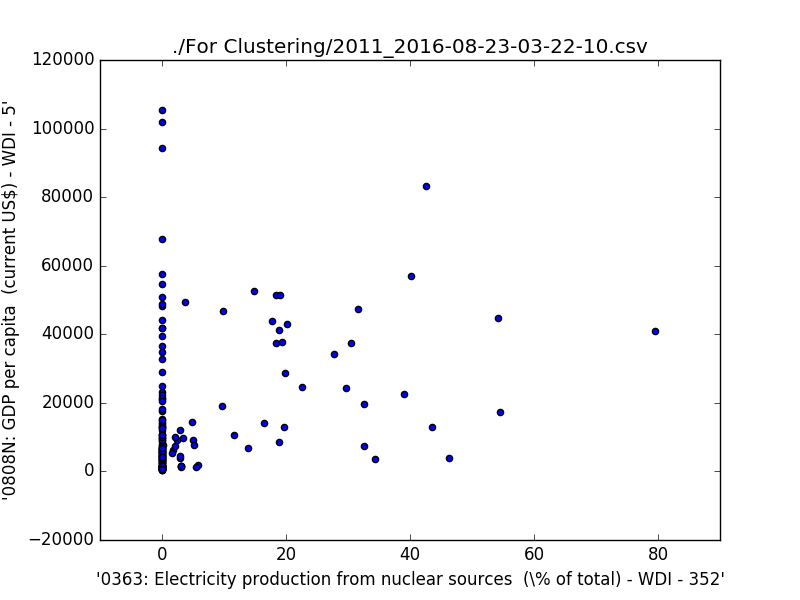 ./For Clustering/2011_2016-08-23-03-22-10.csv
120000
100000
80000
60000
40000
20000
0
−20000
'0808N: GDP per capita (current US$) - WDI - 5'
0 20 40 60 80
'0363: Electricity production from nuclear sources (\% of total) - WDI - 352'